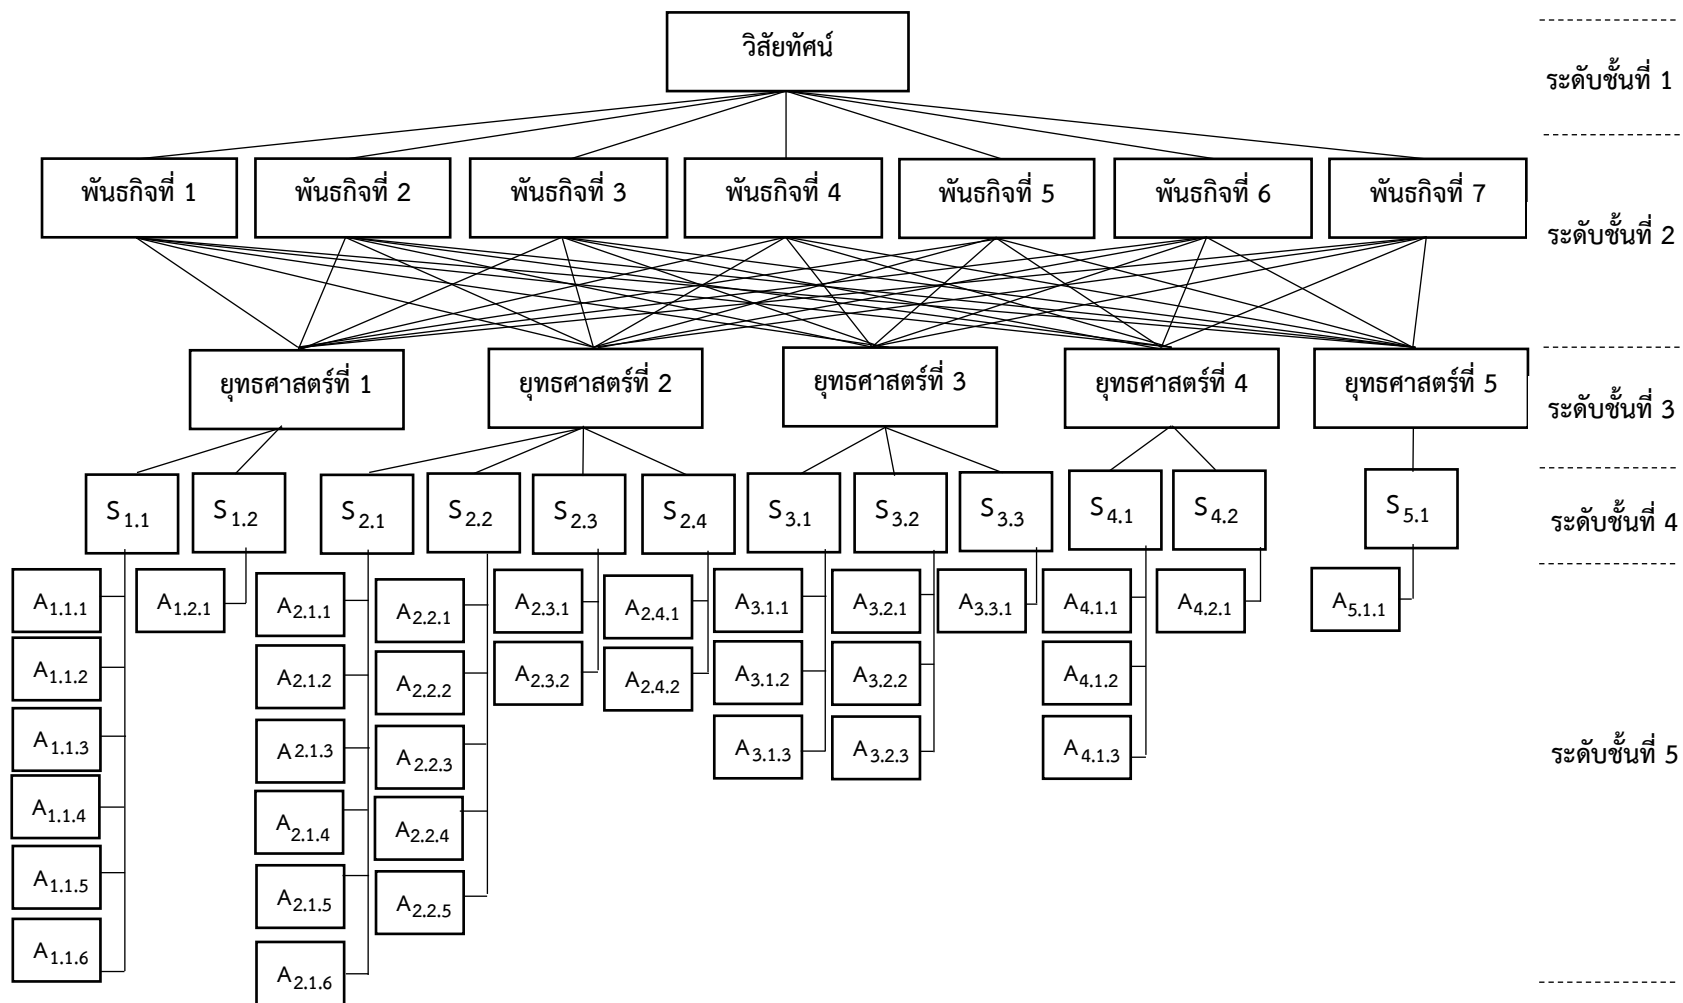 วิสัยทัศน์
ระดับชั้นที่ 1
พันธกิจที่ 1
พันธกิจที่ 2
พันธกิจที่ 3
พันธกิจที่ 4
พันธกิจที่ 5
พันธกิจที่ 6
พันธกิจที่ 7
ระดับชั้นที่ 2
ยุทธศาสตร์ที่ 1
ยุทธศาสตร์ที่ 2
ยุทธศาสตร์ที่ 3
ยุทธศาสตร์ที่ 4
ยุทธศาสตร์ที่ 5
ระดับชั้นที่ 3
S1.1
S1.2
S2.1
S2.2
S2.3
S2.4
S3.1
S3.2
S3.3
S4.1
S4.2
S5.1
ระดับชั้นที่ 4
A1.1.1
A1.1.2
A1.1.3
A1.1.4
A1.1.5
A1.1.6
A1.2.1
A2.1.1
A2.1.2
A2.1.3
A2.1.4
A2.1.5
A2.1.6
A2.2.1
A2.2.2
A2.2.3
A2.2.4
A2.2.5
A2.3.1
A2.3.2
A2.4.1
A2.4.2
A3.1.1
A3.1.2
A3.1.3
A3.2.1
A3.2.2
A3.2.3
A3.3.1
A4.1.1
A4.1.2
A4.1.3
A4.2.1
A5.1.1
ระดับชั้นที่ 5